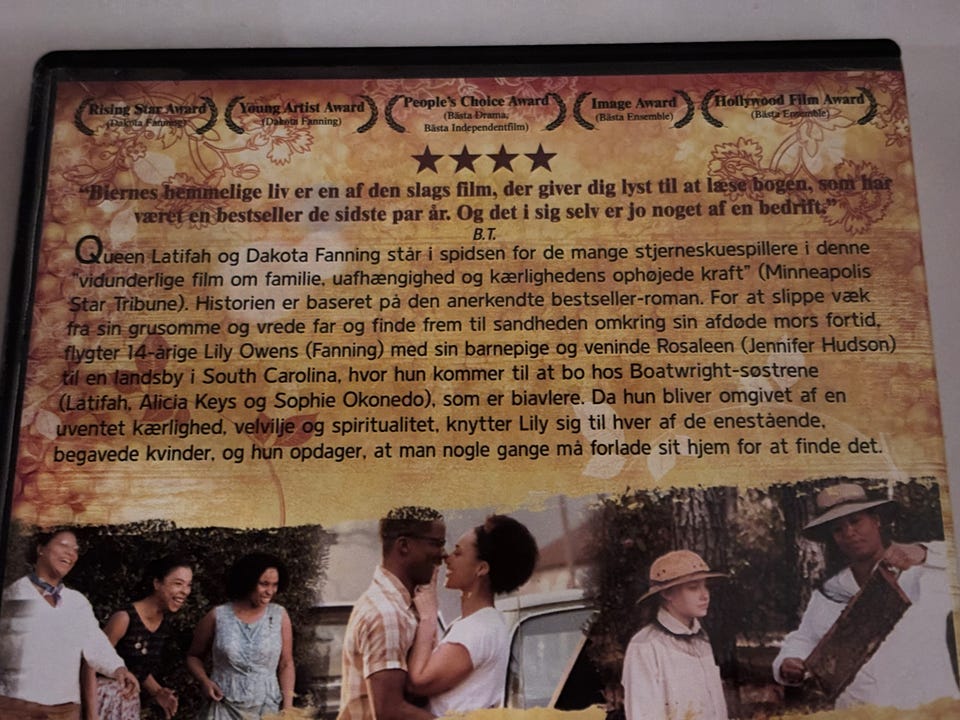 Rising Star Award
(Dakota Fanning)
Young Artist Award
(Dakota Fanning)
People's Choice Award
(Bästa Drama,
Bästa Independentfilm)
Image Award
(Bästa Ensemble)
Hollywood Film Award
(Bästa Ensemble)
"Biernes hemmelige liv er en af den slags film, der giver dig lyst til at læse bogen, som har
været en bestseller de sidste par år. Og det i sig selv er jo noget af en bedrift."
B.T.
Queen Latifah og Dakota Fanning står i spidsen for de mange stjerneskuespillere i denne
"vidunderlige film om familie, uafhængighed og kærlighedens ophøjede kraft" (Minneapolis
Star Tribune). Historien er baseret på den anerkendte bestseller-roman. For at slippe væk
fra sin grusomme og vrede far og finde frem til sandheden omkring sin afdøde mors fortid,
flygter 14-årige Lily Owens (Fanning) med sin barnepige og veninde Rosaleen (Jennifer Hudson)
til en landsby i South Carolina, hvor hun kommer til at bo hos Boatwright-søstrene
(Latifah, Alicia Keys og Sophie Okonedo), som er biavlere. Da hun bliver omgivet af en
uventet kærlighed, velvilje og spiritualitet, knytter Lily sig til hver af de enestående,
begavede kvinder, og hun opdager, at man nogle gange må forlade sit hjem for at finde det.